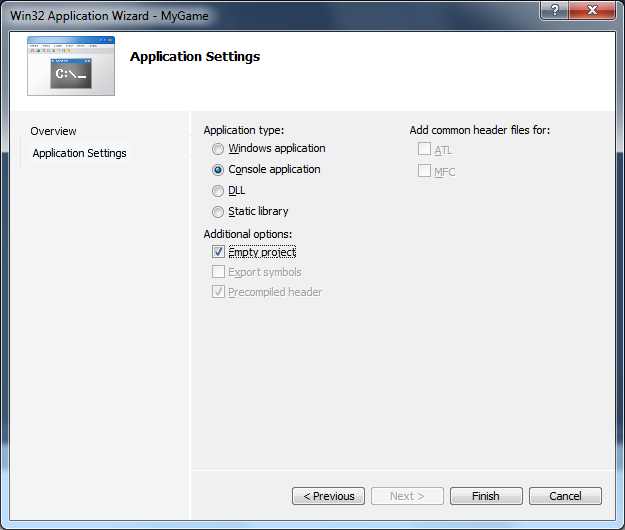 Win32 Application Wizard - MyGame
?
C:\_
Application Settings
Overview
Application Settings
Application type:
Windows application
Console application
DLL
Static library
Additional options:
Empty project
Export symbols
Precompiled header
Add common header files for:
ATL
MFC
< Previous
Next >
Finish
Cancel